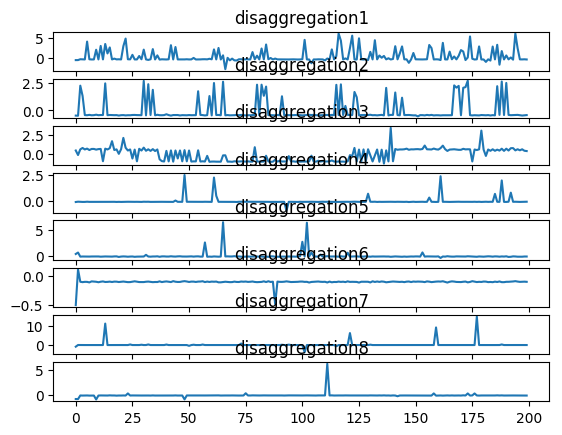 disaggregation1
5
0
disaggregation2
2.5
0.0
disaggregation3
2.5
0.0
disaggregation4
2.5
0.0
disaggregation5
5
0
disaggregation6
0.0
−0.5
disaggregation7
10
0
disaggregation8
5
0
0 25 50 75 100 125 150 175 200